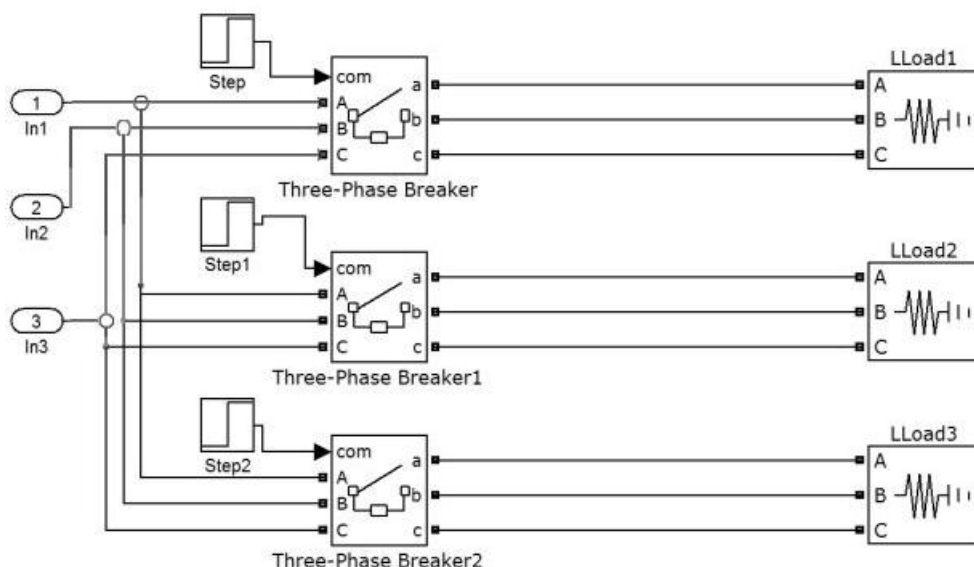 Step
com
A
B
C
a
b
c
Three-Phase Breaker
LLoad1
A
B
C
1
In1
2
In2
3
In3
Step1
com
A
B
C
a
b
c
Three-Phase Breaker1
LLoad2
A
B
C
Step2
com
A
B
C
a
b
c
Three-Phase Breaker2
LLoad3
A
B
C